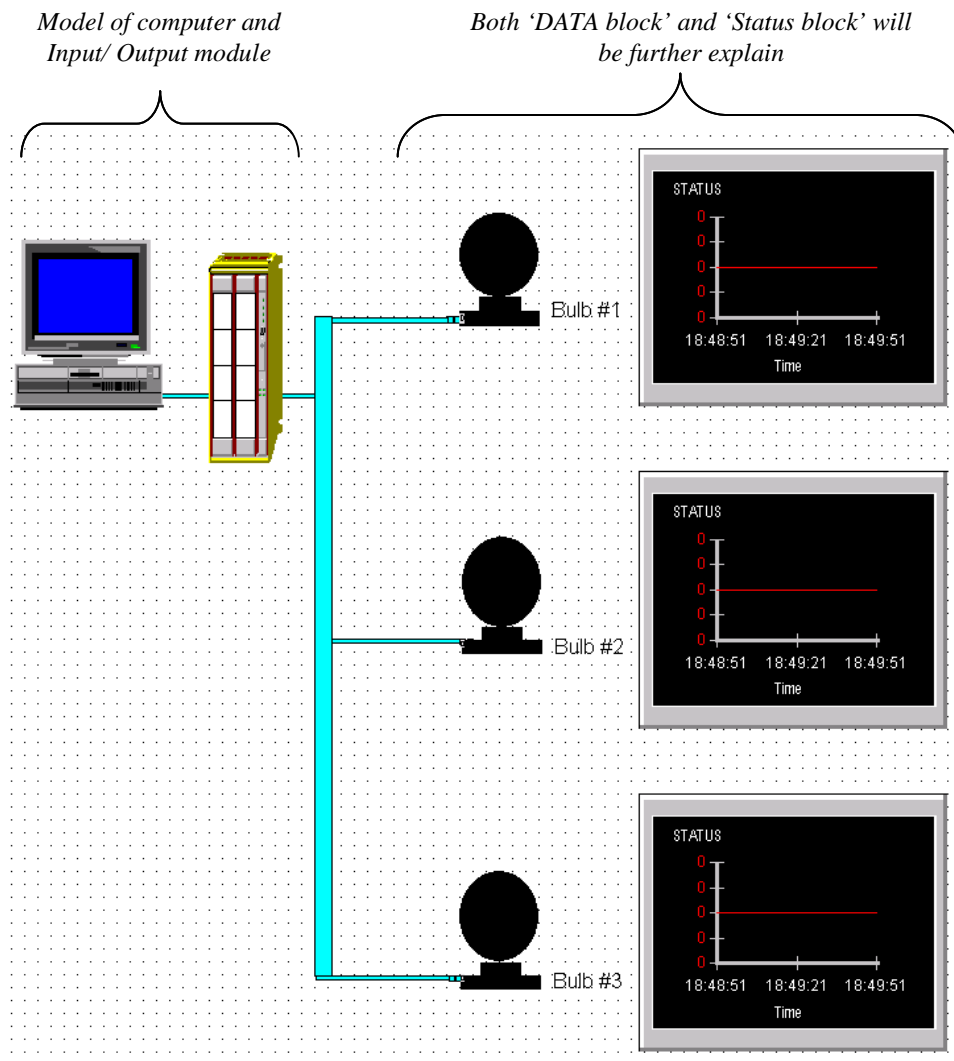 Model of computer and
Input/ Output module
Both ‘DATA block’ and ‘Status block’ will
be further explain
STATUS
0
0
0
0
0
18:48:51 18:49:21 18:49:51
Time
Bulb #1
STATUS
0
0
0
0
0
18:48:51 18:49:21 18:49:51
Time
Bulb #2
STATUS
0
0
0
0
0
18:48:51 18:49:21 18:49:51
Time
Bulb #3